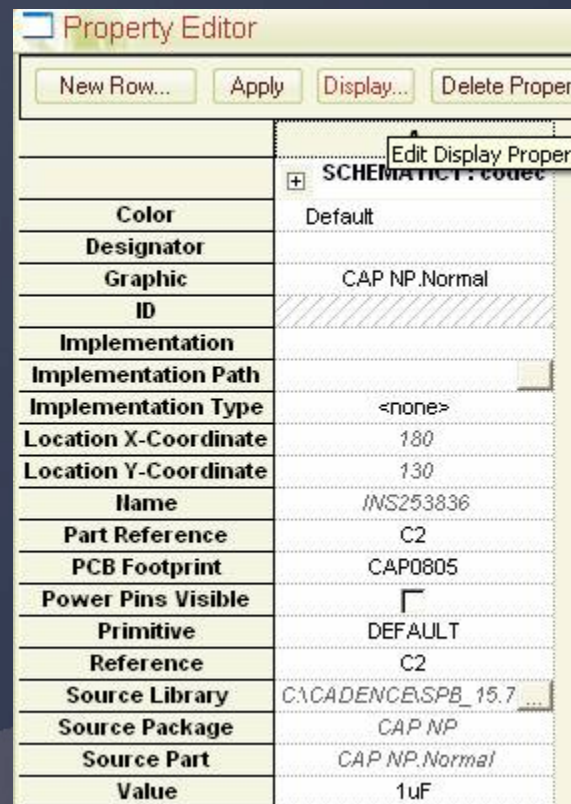 Property Editor
New Row... Apply Display... Delete Proper
Edit Display Proper
SCHEMATIC1 : codec
Color Default
Designator
Graphic CAP NP.Normal
ID
Implementation
Implementation Path
Implementation Type <none>
Location X-Coordinate 180
Location Y-Coordinate 130
Name INS253836
Part Reference C2
PCB Footprint CAP0805
Power Pins Visible
Primitive DEFAULT
Reference C2
Source Library C:\CADENCE\SPB_15.7 ...
Source Package CAP NP
Source Part CAP NP.Normal
Value 1uF